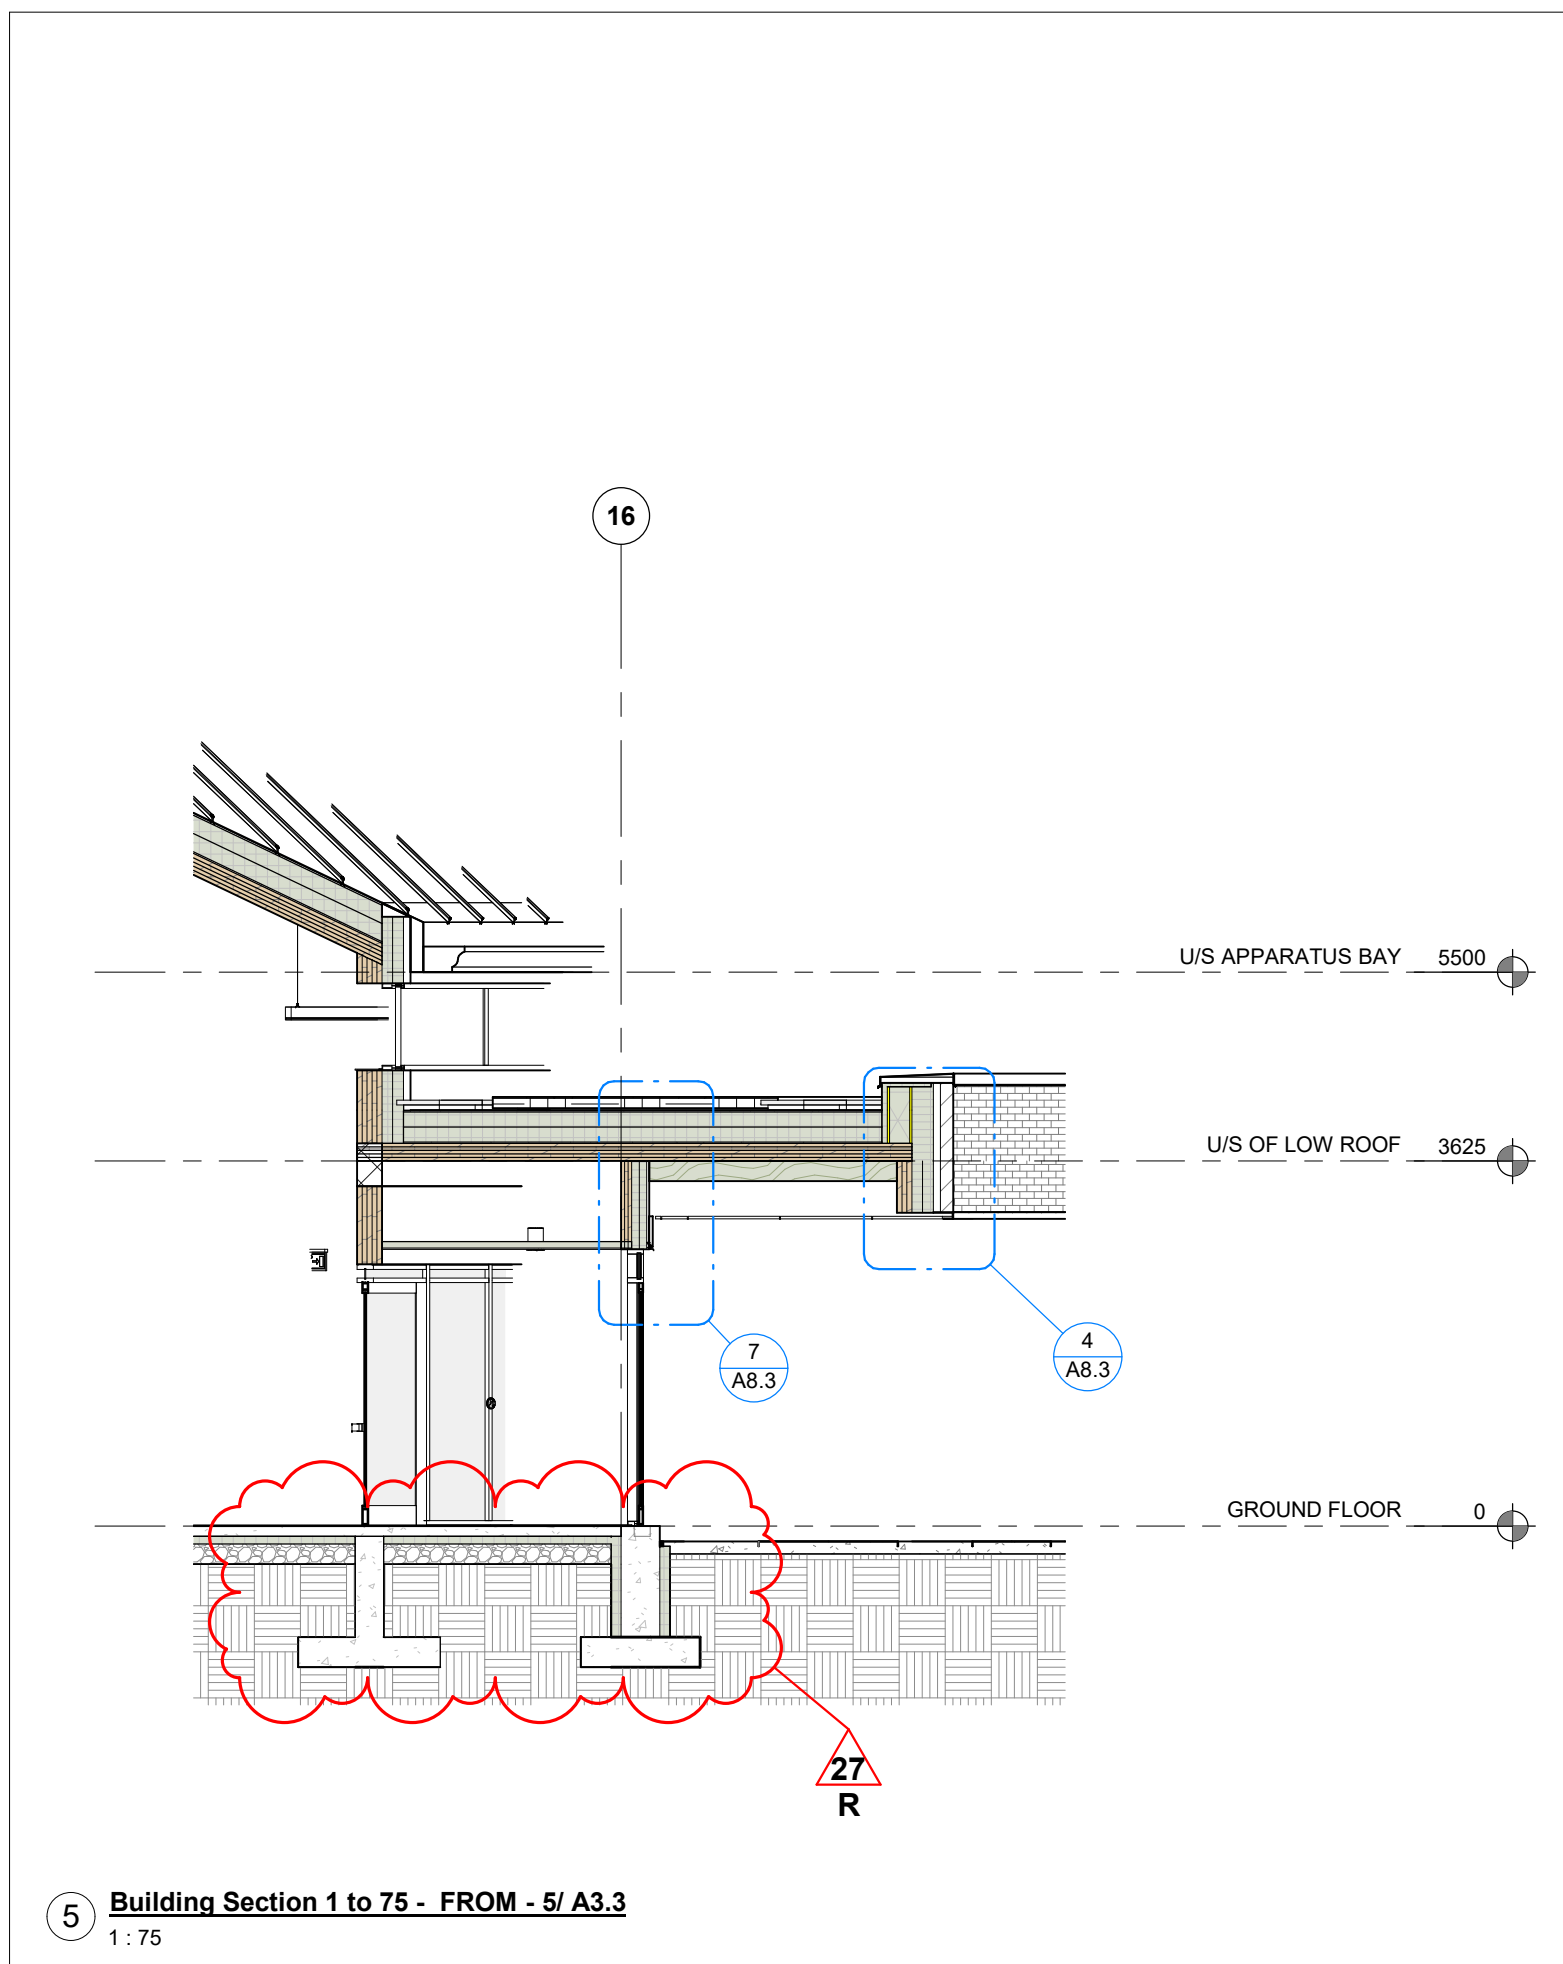 16
U/S APPARATUS BAY 5500
U/S OF LOW ROOF 3625
7
A8.3
4
A8.3
GROUND FLOOR 0
27
R
5
Building Section 1 to 75 - FROM - 5/ A3.3
1 : 75